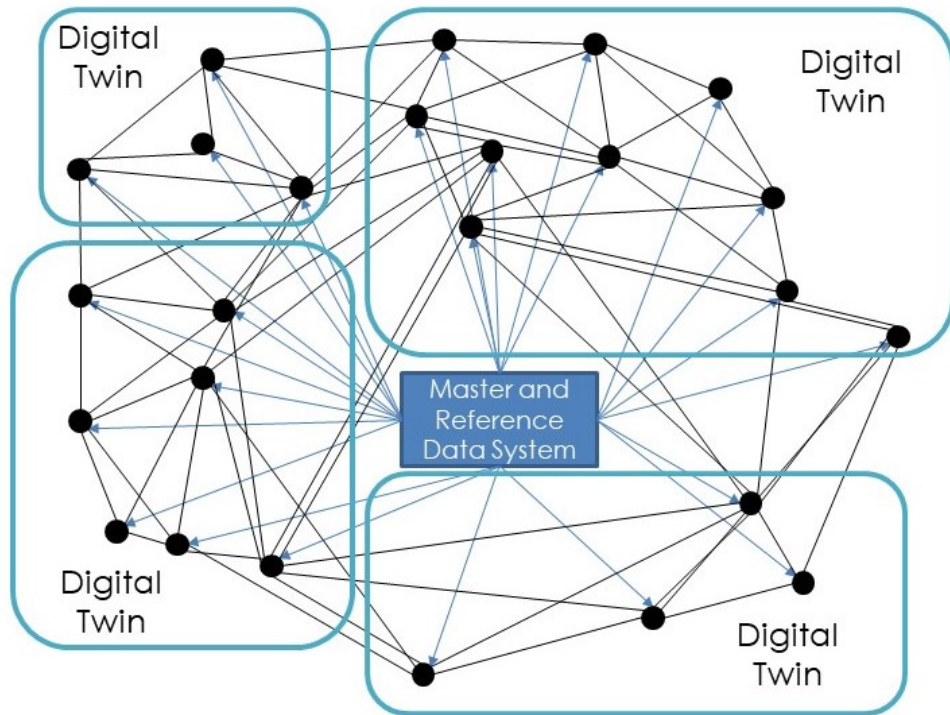 Digital
Twin
Digital
Twin
Master and
Reference
Data System
Digital
Twin
Digital
Twin